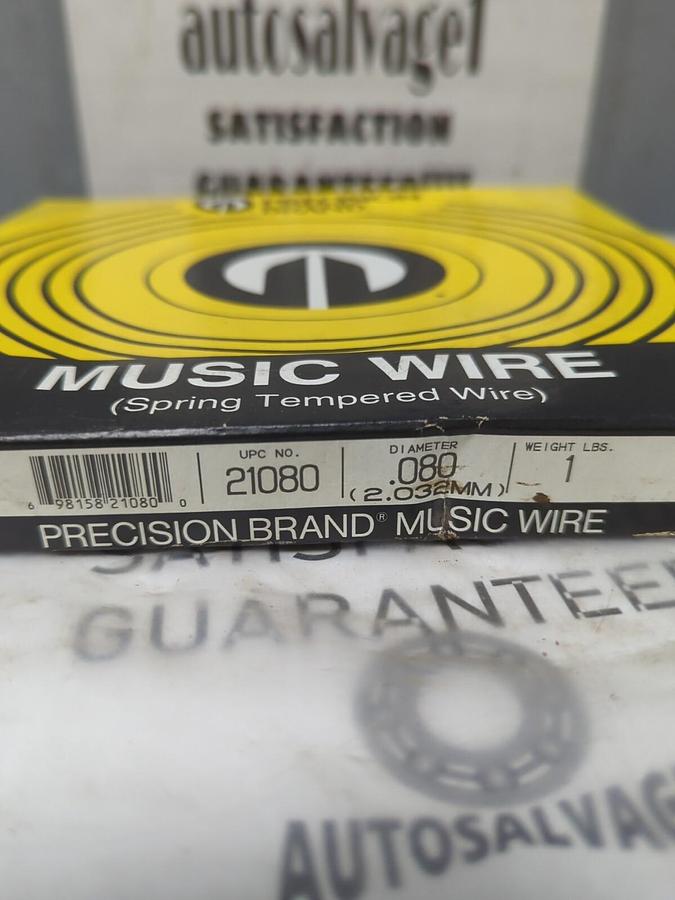 autosalvage1
SATISFACTION
GUARANTEED!!!!!
MUSIC WIRE
(Spring Tempered Wire)
UPC NO.
21080
DIAMETER
.080
(2.032MM)
WEIGHT LBS.
1
6 98158 21080 0
PRECISION BRAND® MUSIC WIRE
GUARANTEE
AUTOSALVAG